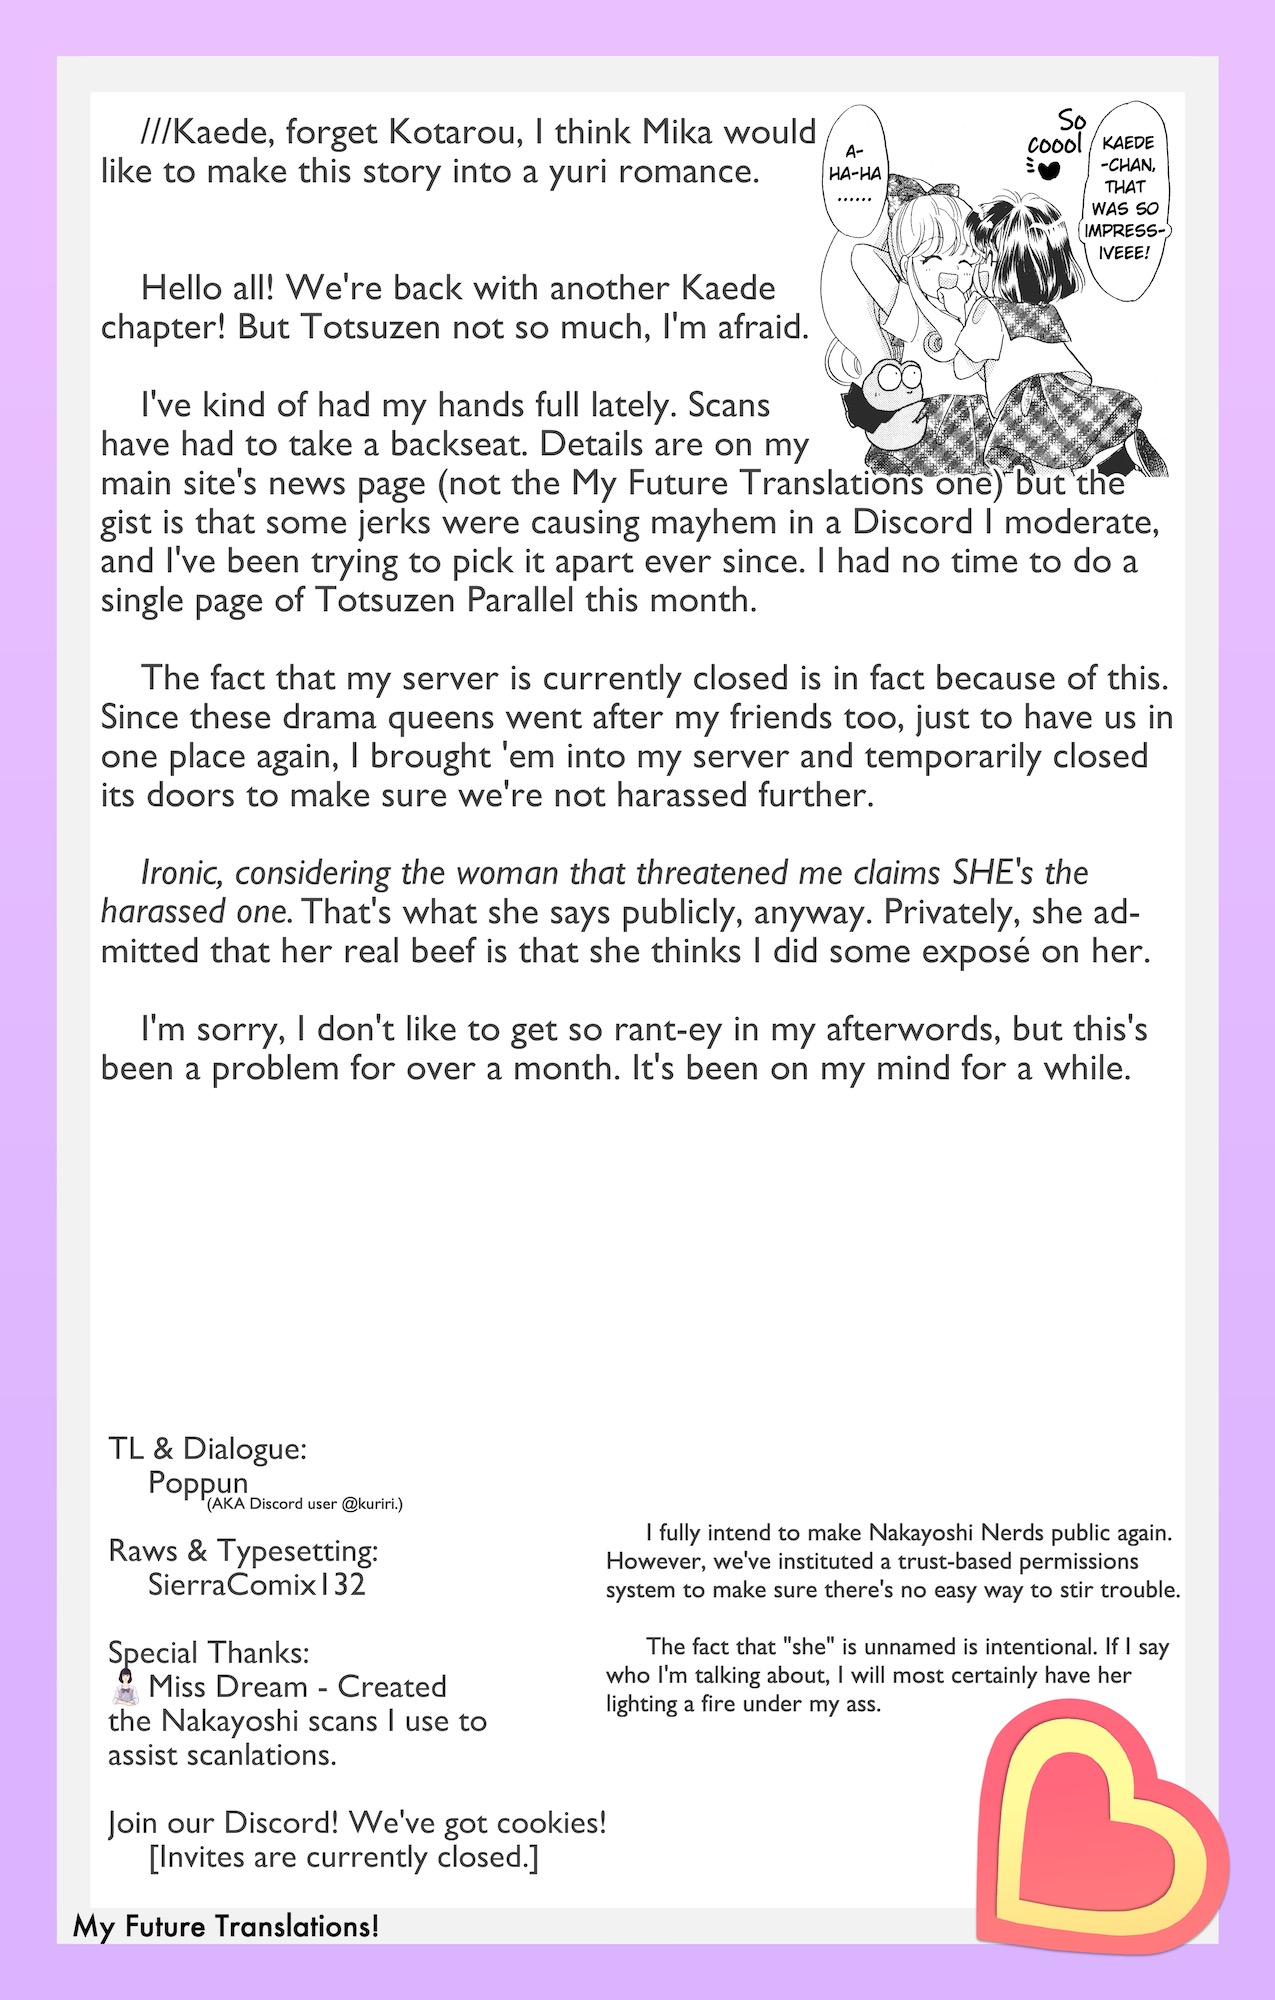 ///Kaede, forget Kotarou, I think Mika would
like to make this story into a yuri romance.
A-
HA-HA
......
So
coool
KAEDE
-CHAN,
THAT
WAS SO
IMPRESS-
IVEEE!
Hello all! We're back with another Kaede
chapter! But Totsuzen not so much, I'm afraid.
I've kind of had my hands full lately. Scans
have had to take a backseat. Details are on my
main site's news page (not the My Future Translations one) but the
gist is that some jerks were causing mayhem in a Discord I moderate,
and I've been trying to pick it apart ever since. I had no time to do a
single page of Totsuzen Parallel this month.
The fact that my server is currently closed is in fact because of this.
Since these drama queens went after my friends too, just to have us in
one place again, I brought 'em into my server and temporarily closed
its doors to make sure we're not harassed further.
Ironic, considering the woman that threatened me claims SHE's the
harassed one. That's what she says publicly, anyway. Privately, she ad-
mitted that her real beef is that she thinks I did some exposé on her.
I'm sorry, I don't like to get so rant-ey in my afterwords, but this's
been a problem for over a month. It's been on my mind for a while.
TL & Dialogue:
Poppun
(AKA Discord user @kuriri.)
Raws & Typesetting:
SierraComix132
Special Thanks:
Miss Dream - Created
the Nakayoshi scans I use to
assist scanlations.
Join our Discord! We've got cookies!
[Invites are currently closed.]
I fully intend to make Nakayoshi Nerds public again.
However, we've instituted a trust-based permissions
system to make sure there's no easy way to stir trouble.
The fact that "she" is unnamed is intentional. If I say
who I'm talking about, I will most certainly have her
lighting a fire under my ass.
My Future Translations!